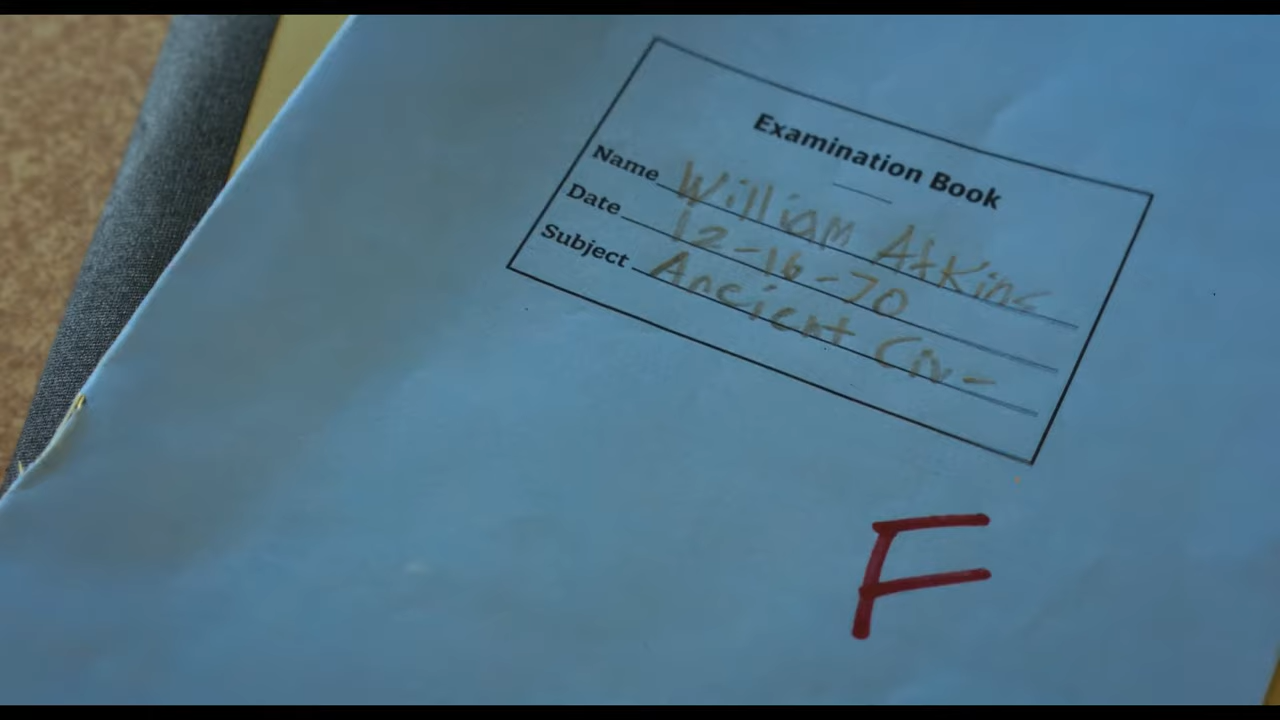 Examination Book
Name William Atkins
Date 12-16-70
Subject Ancient Civ-
F